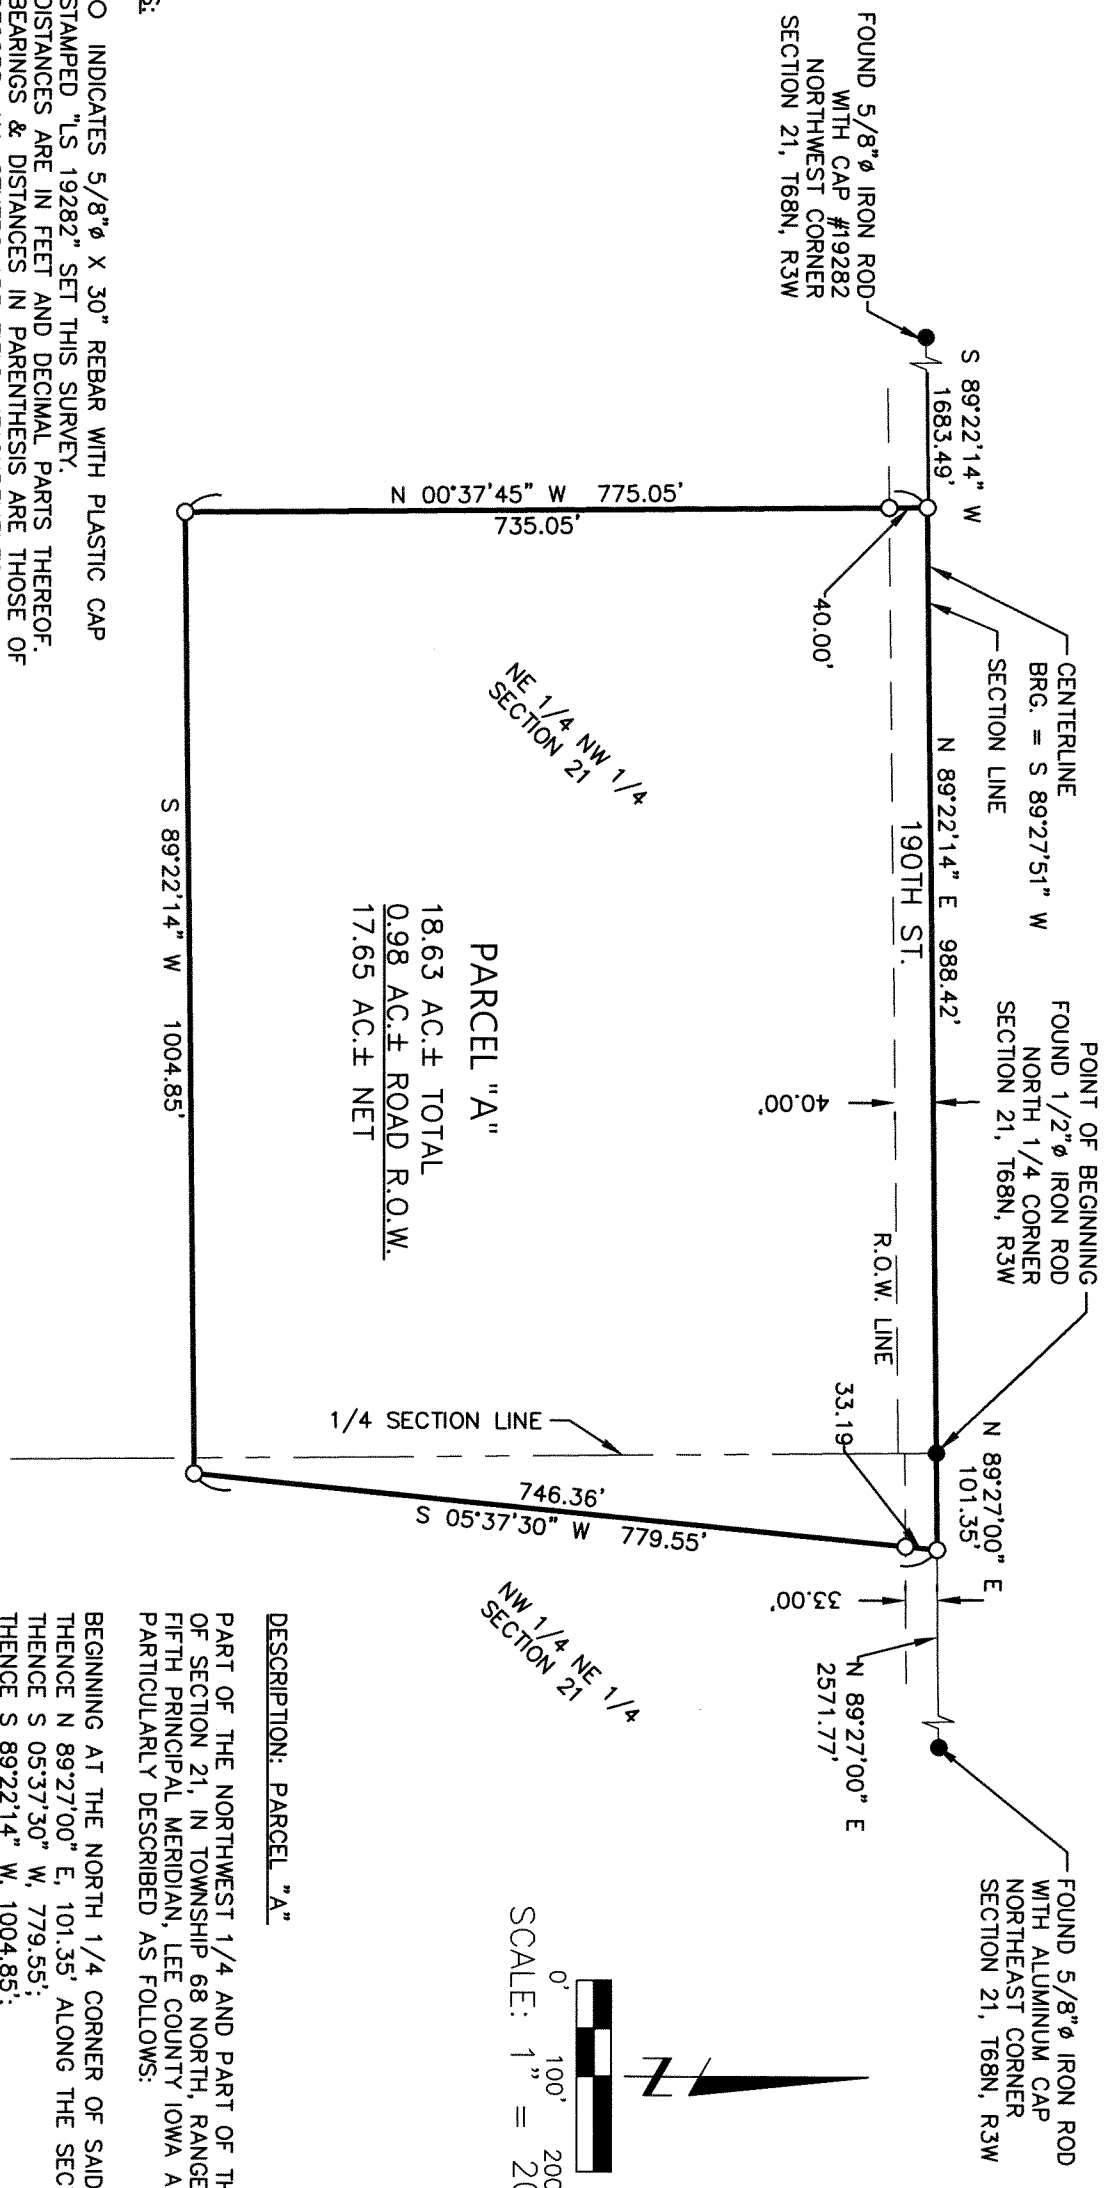 FOUND 5/8"ø IRON ROD
WITH CAP #19282
NORTHWEST CORNER
SECTION 21, T68N, R3W
S 89°22'14" W
1683.49'
CENTERLINE
BRG. = S 89°27'51" W
SECTION LINE
N 89°22'14" E 988.42'
190TH ST.
POINT OF BEGINNING
FOUND 1/2"ø IRON ROD
NORTH 1/4 CORNER
SECTION 21, T68N, R3W
40.00'
R.O.W. LINE
33.19
N 89°27'00" E
101.35'
33.00'
N 89°27'00" E
2571.77'
FOUND 5/8"ø IRON ROD
WITH ALUMINUM CAP
NORTHEAST CORNER
SECTION 21, T68N, R3W
40.00'
N 00°37'45" W 775.05'
735.05'
NE 1/4 NW 1/4
SECTION 21
PARCEL "A"
18.63 AC.± TOTAL
0.98 AC.± ROAD R.O.W.
17.65 AC.± NET
1/4 SECTION LINE
746.36'
S 05°37'30" W 779.55'
NW 1/4 NE 1/4
SECTION 21
S 89°22'14" W 1004.85'
0' 100' 200
SCALE: 1" = 20
S:
O INDICATES 5/8"ø X 30" REBAR WITH PLASTIC CAP
STAMPED "LS 19282" SET THIS SURVEY.
DISTANCES ARE IN FEET AND DECIMAL PARTS THEREOF.
BEARINGS & DISTANCES IN PARENTHESIS ARE THOSE OF
DESCRIPTION: PARCEL "A"
PART OF THE NORTHWEST 1/4 AND PART OF TH
OF SECTION 21, IN TOWNSHIP 68 NORTH, RANGE
FIFTH PRINCIPAL MERIDIAN, LEE COUNTY IOWA A
PARTICULARLY DESCRIBED AS FOLLOWS:
BEGINNING AT THE NORTH 1/4 CORNER OF SAID
THENCE N 89°27'00" E, 101.35' ALONG THE SEC
THENCE S 05°37'30" W, 779.55';
THENCE S 89°22'14" W, 1004.85';